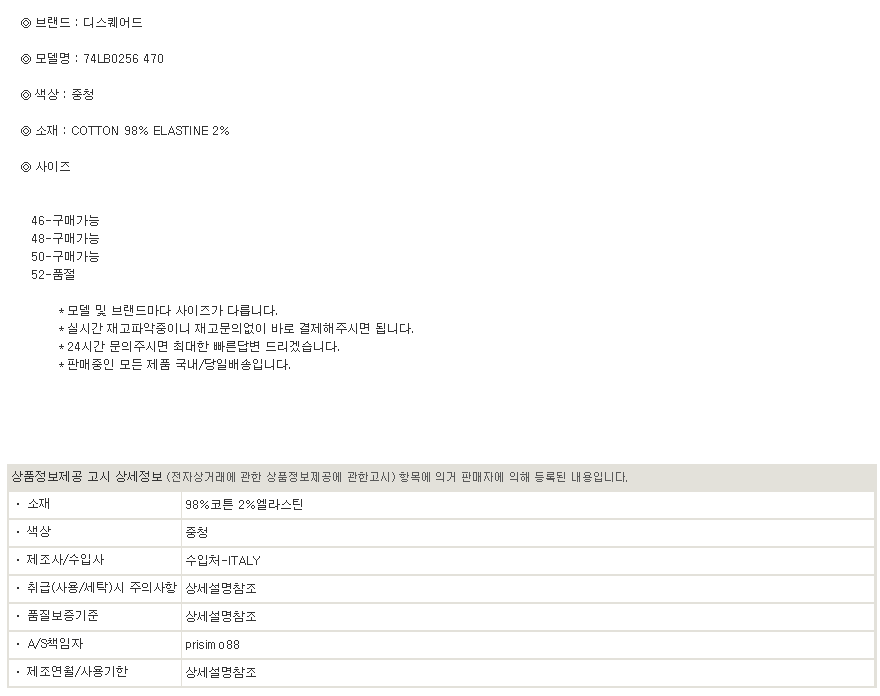 ◎ 브랜드 : 디스퀘어드
◎ 모델명 : 74LB0256 470
◎ 색상 : 중청
◎ 소재 : COTTON 98% ELASTINE 2%
◎ 사이즈
46-구매가능
48-구매가능
50-구매가능
52-품절
* 모델 및 브랜드마다 사이즈가 다릅니다.
* 실시간 재고파악중이니 재고문의없이 바로 결제해주시면 됩니다.
* 24시간 문의주시면 최대한 빠른답변 드리겠습니다.
* 판매중인 모든 제품 국내/당일배송입니다.
상품정보제공 고시 상세정보 (전자상거래에 관한 상품정보제공에 관한고시) 항목에 의거 판매자에 의해 등록된 내용입니다.
· 소재 98%코튼 2%엘라스틴
· 색상 중청
· 제조사/수입사 수입처-ITALY
· 취급(사용/세탁)시 주의사항 상세설명참조
· 품질보증기준 상세설명참조
· A/S책임자 prisimo88
· 제조연월/사용기한 상세설명참조